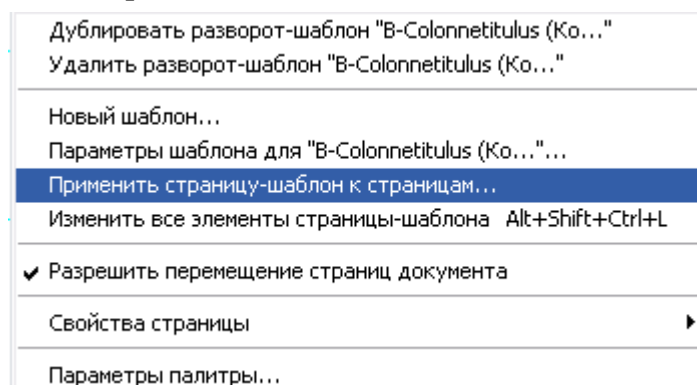 Дублировать разворот-шаблон "B-Colonnetitulus (Ко..."
Удалить разворот-шаблон "B-Colonnetitulus (Ко..."
Новый шаблон...
Параметры шаблона для "B-Colonnetitulus (Ко..."...
Применить страницу-шаблон к страницам...
Изменить все элементы страницы-шаблона Alt+Shift+Ctrl+L
Разрешить перемещение страниц документа
Свойства страницы
Параметры палитры...